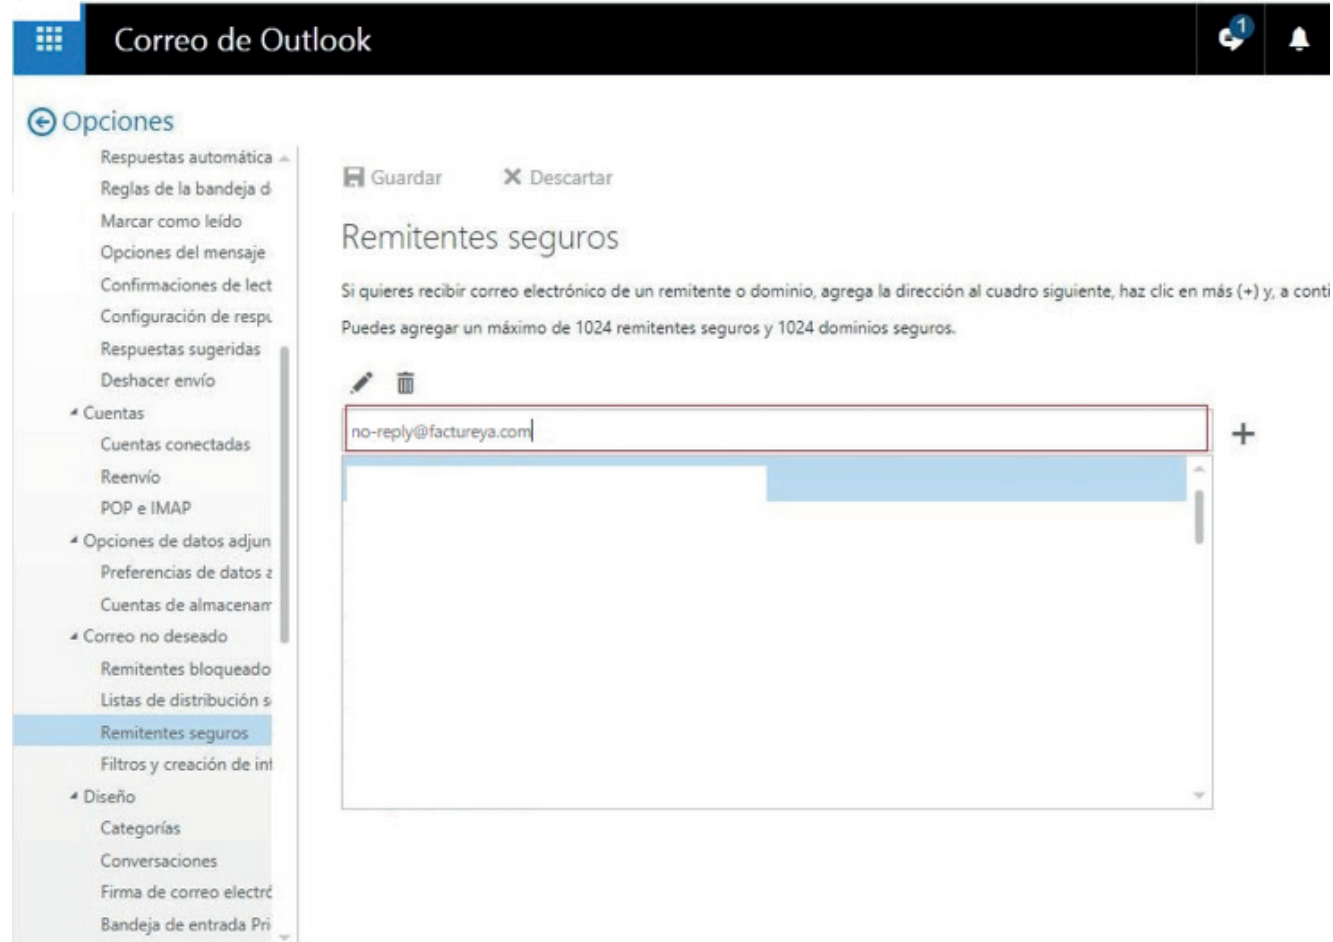 Correo de Outlook
1
Opciones
Respuestas automática
Reglas de la bandeja d
Marcar como leído
Opciones del mensaje
Confirmaciones de lect
Configuración de respu
Respuestas sugeridas
Deshacer envío
Cuentas
Cuentas conectadas
Reenvío
POP e IMAP
Opciones de datos adjun
Preferencias de datos a
Cuentas de almacenam
Correo no deseado
Remitentes bloqueado
Listas de distribución s
Remitentes seguros
Filtros y creación de inf
Diseño
Categorías
Conversaciones
Firma de correo electró
Bandeja de entrada Pri
Guardar
Descartar
Remitentes seguros
Si quieres recibir correo electrónico de un remitente o dominio, agrega la dirección al cuadro siguiente, haz clic en más (+) y, a conti
Puedes agregar un máximo de 1024 remitentes seguros y 1024 dominios seguros.
no-reply@factureya.com